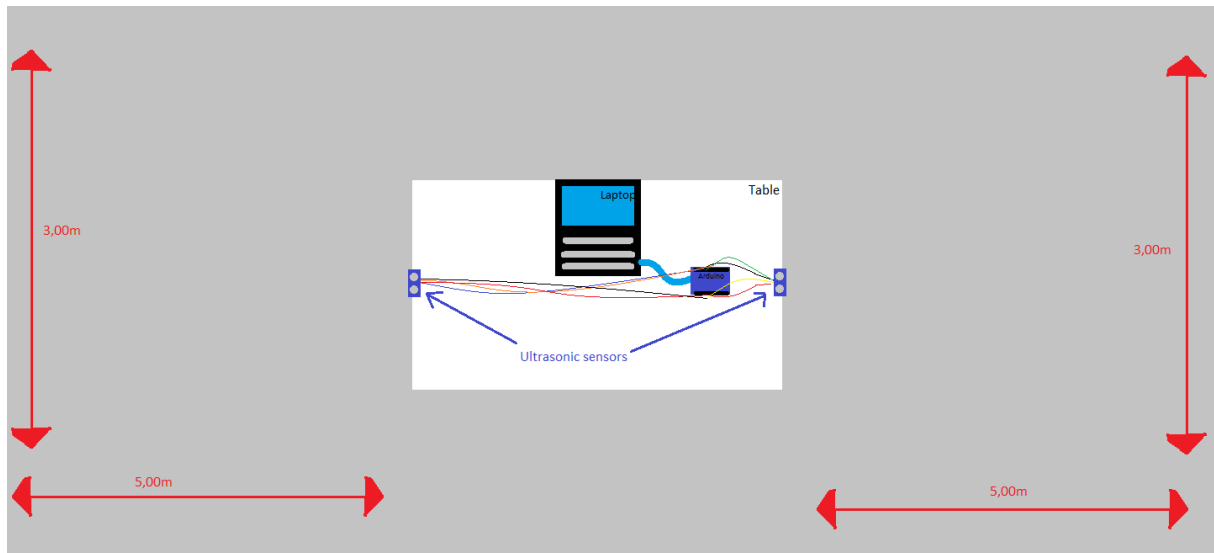 Table
Laptop
3,00m
3,00m
Arduino
Ultrasonic sensors
5,00m
5,00m